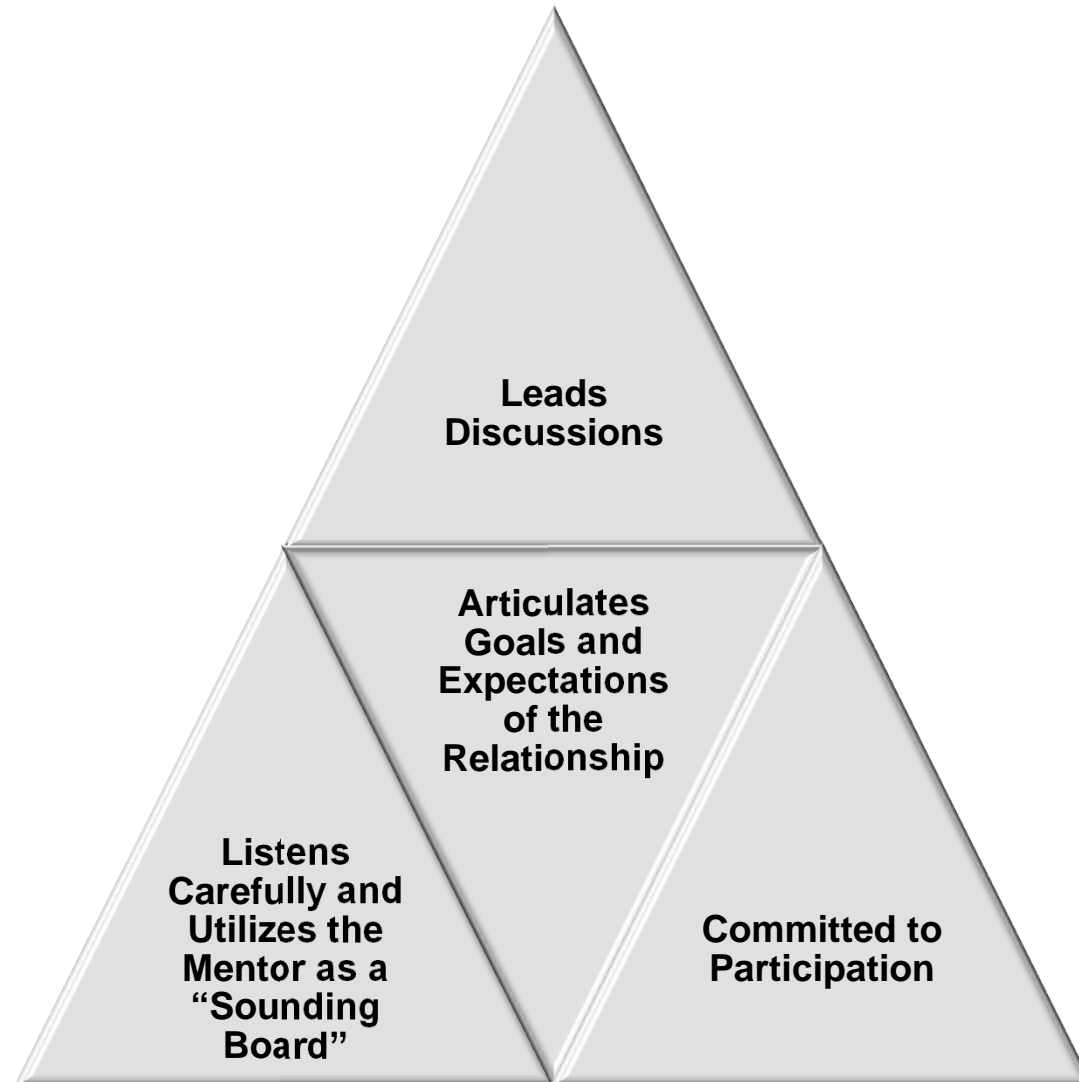 Leads
Discussions
Articulates
Goals and
Expectations
of the
Relationship
Listens
Carefully and
Utilizes the
Mentor as a
“Sounding
Board”
Committed to
Participation